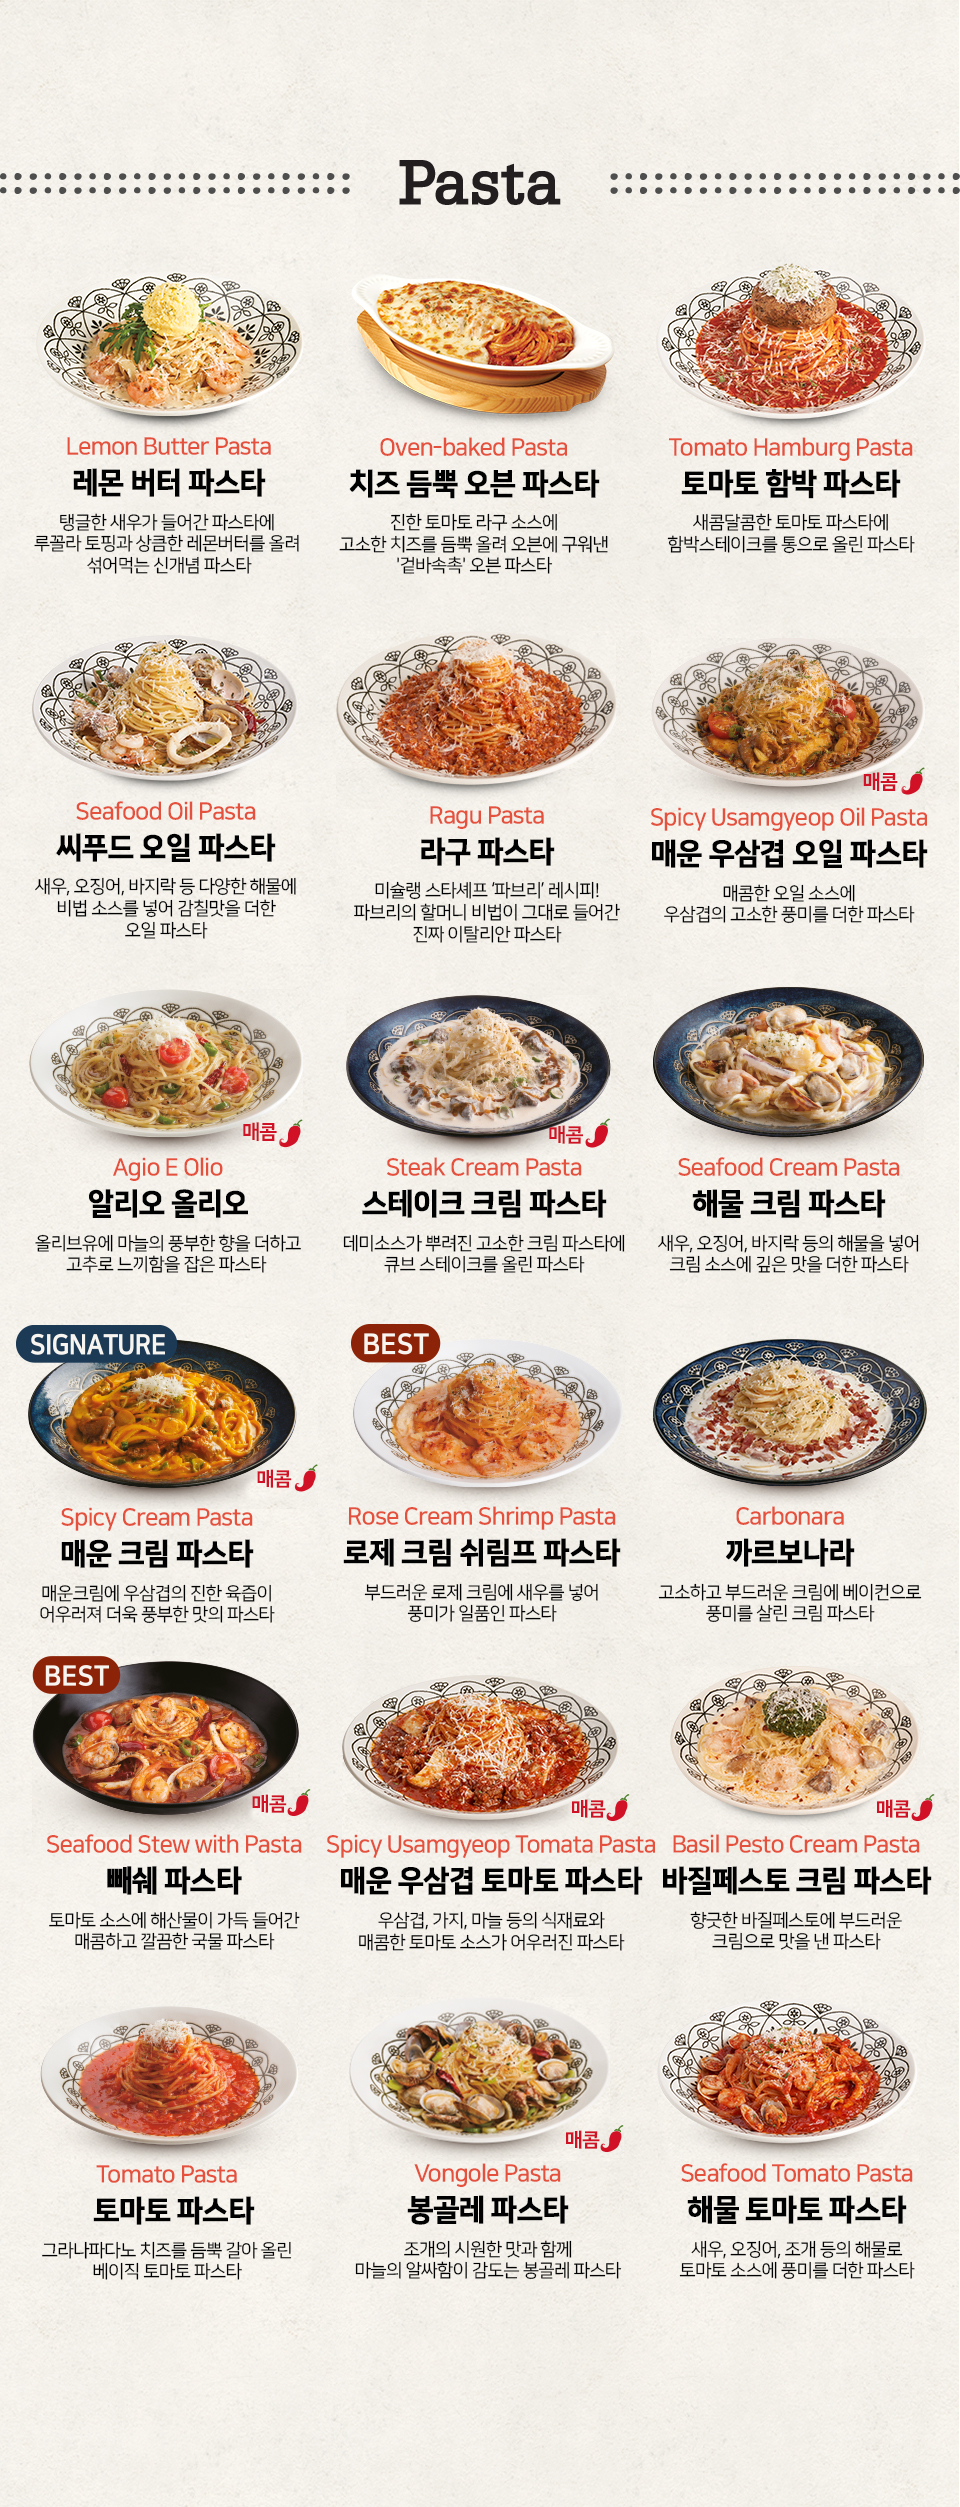 Pasta
Lemon Butter Pasta
레몬 버터 파스타
탱글한 새우가 들어간 파스타에
루꼴라 토핑과 상큼한 레몬버터를 올려
섞어먹는 신개념 파스타
Oven-baked Pasta
치즈 듬뿍 오븐 파스타
진한 토마토 라구 소스에
고소한 치즈를 듬뿍 올려 오븐에 구워낸
'겉바속촉' 오븐 파스타
Tomato Hamburg Pasta
토마토 함박 파스타
새콤달콤한 토마토 파스타에
함박스테이크를 통으로 올린 파스타
Seafood Oil Pasta
씨푸드 오일 파스타
새우, 오징어, 바지락 등 다양한 해물에
비법 소스를 넣어 감칠맛을 더한
오일 파스타
Ragu Pasta
라구 파스타
미슐랭 스타셰프 '파브리' 레시피!
파브리의 할머니 비법이 그대로 들어간
진짜 이탈리안 파스타
매콤
Spicy Usamgyeop Oil Pasta
매운 우삼겹 오일 파스타
매콤한 오일 소스에
우삼겹의 고소한 풍미를 더한 파스타
매콤
Agio E Olio
알리오 올리오
올리브유에 마늘의 풍부한 향을 더하고
고추로 느끼함을 잡은 파스타
매콤
Steak Cream Pasta
스테이크 크림 파스타
데미소스가 뿌려진 고소한 크림 파스타에
큐브 스테이크를 올린 파스타
Seafood Cream Pasta
해물 크림 파스타
새우, 오징어, 바지락 등의 해물을 넣어
크림 소스에 깊은 맛을 더한 파스타
SIGNATURE
매콤
Spicy Cream Pasta
매운 크림 파스타
매운크림에 우삼겹의 진한 육즙이
어우러져 더욱 풍부한 맛의 파스타
BEST
Rose Cream Shrimp Pasta
로제 크림 쉬림프 파스타
부드러운 로제 크림에 새우를 넣어
풍미가 일품인 파스타
Carbonara
까르보나라
고소하고 부드러운 크림에 베이컨으로
풍미를 살린 크림 파스타
BEST
매콤
Seafood Stew with Pasta
빼쉐 파스타
토마토 소스에 해산물이 가득 들어간
매콤하고 깔끔한 국물 파스타
매콤
Spicy Usamgyeop Tomata Pasta
매운 우삼겹 토마토 파스타
우삼겹, 가지, 마늘 등의 식재료와
매콤한 토마토 소스가 어우러진 파스타
매콤
Basil Pesto Cream Pasta
바질페스토 크림 파스타
향긋한 바질페스토에 부드러운
크림으로 맛을 낸 파스타
Tomato Pasta
토마토 파스타
그라나파다노 치즈를 듬뿍 갈아 올린
베이직 토마토 파스타
매콤
Vongole Pasta
봉골레 파스타
조개의 시원한 맛과 함께
마늘의 알싸함이 감도는 봉골레 파스타
Seafood Tomato Pasta
해물 토마토 파스타
새우, 오징어, 조개 등의 해물로
토마토 소스에 풍미를 더한 파스타